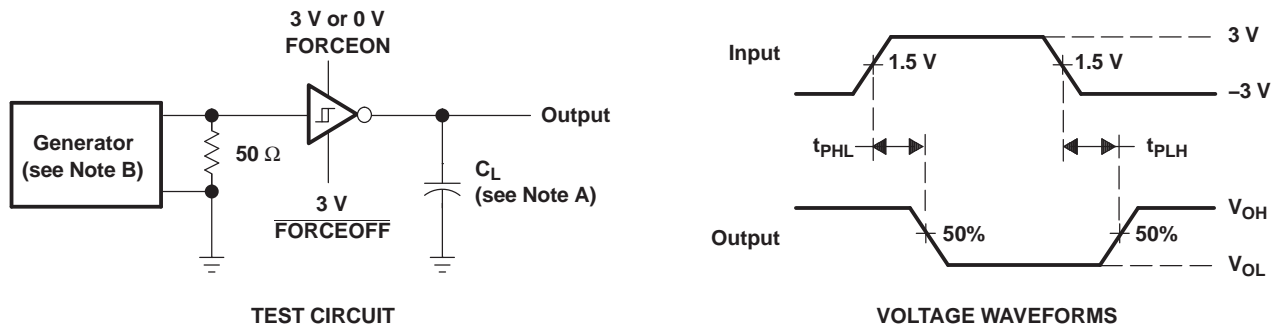 3 V or 0 V
FORCEON
Generator
(see Note B)
50 Ω
3 V
FORCEOFF
Output
CL
(see Note A)
TEST CIRCUIT
Input
3 V
1.5 V
1.5 V
–3 V
tPHL
tPLH
Output
50%
50%
VOH
VOL
VOLTAGE WAVEFORMS